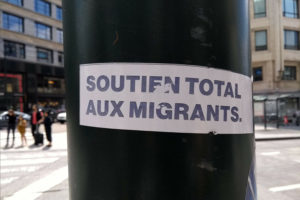 SOUTIEN TOTAL
AUX MIGRANTS.